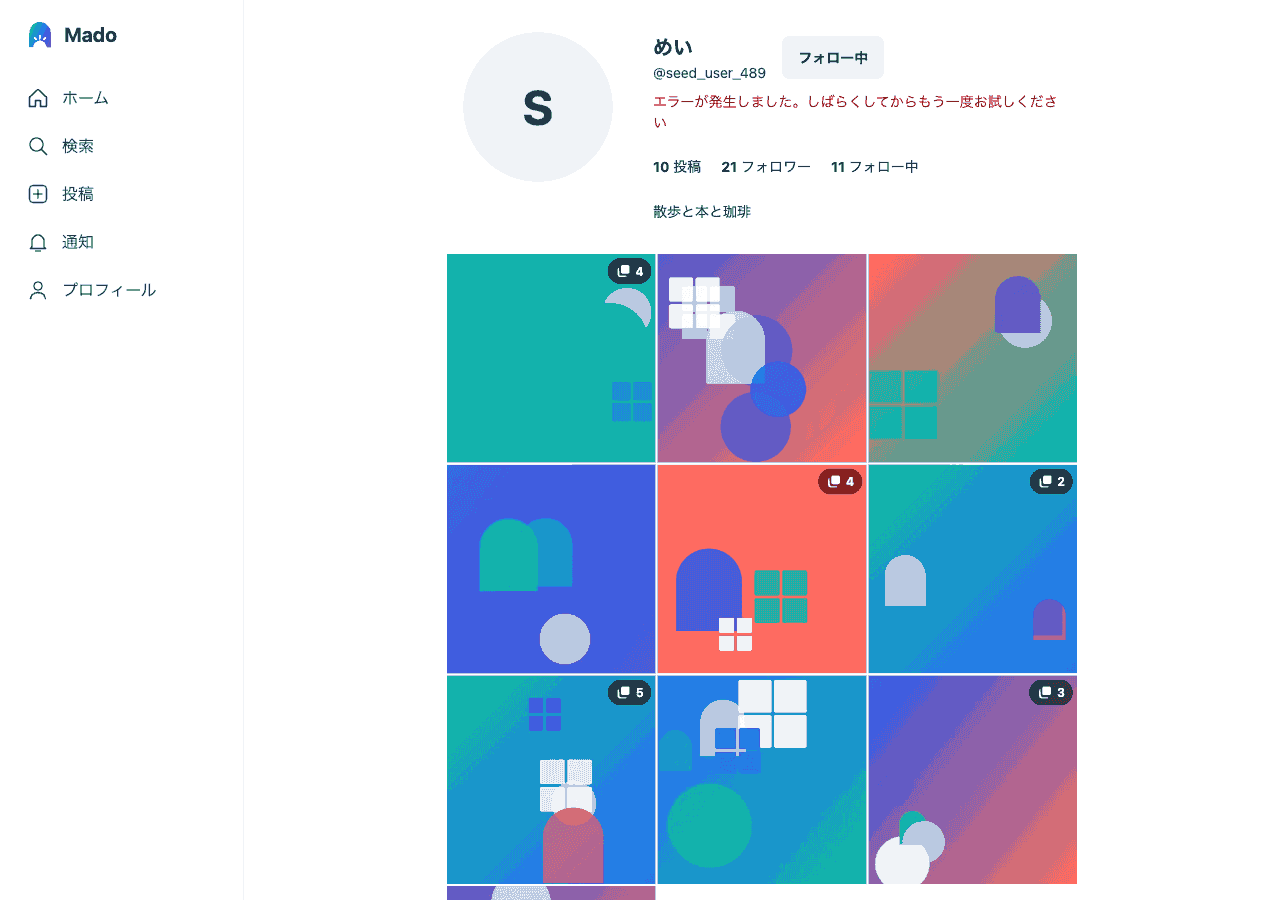 Mado
ホーム
検索
投稿
通知
プロフィール
S
めい
@seed_user_489
フォロー中
エラーが発生しました。しばらくしてからもう一度お試しくださ
い
10 投稿 21 フォロワー 11 フォロー中
散歩と本と珈琲
4
4
2
5
3